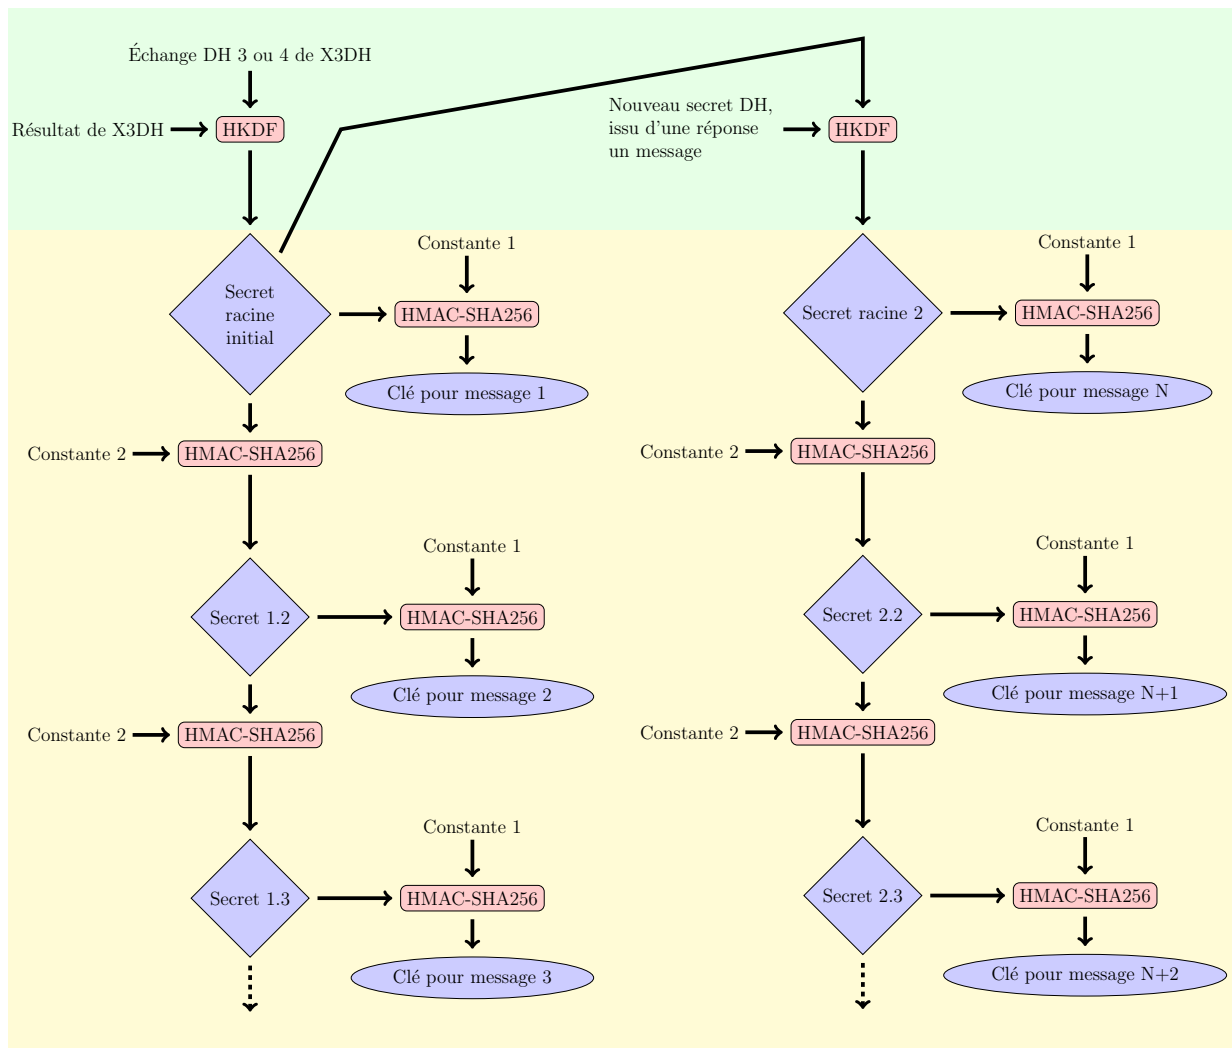 Échange DH 3 ou 4 de X3DH
Résultat de X3DH
HKDF
Nouveau secret DH,
issu d'une réponse
un message
HKDF
Secret
racine
initial
Constante 1
HMAC-SHA256
Clé pour message 1
Constante 2
HMAC-SHA256
Secret 1.2
Constante 1
HMAC-SHA256
Clé pour message 2
Constante 2
HMAC-SHA256
Secret 1.3
Constante 1
HMAC-SHA256
Clé pour message 3
Secret racine 2
Constante 1
HMAC-SHA256
Clé pour message N
Constante 2
HMAC-SHA256
Secret 2.2
Constante 1
HMAC-SHA256
Clé pour message N+1
Constante 2
HMAC-SHA256
Secret 2.3
Constante 1
HMAC-SHA256
Clé pour message N+2